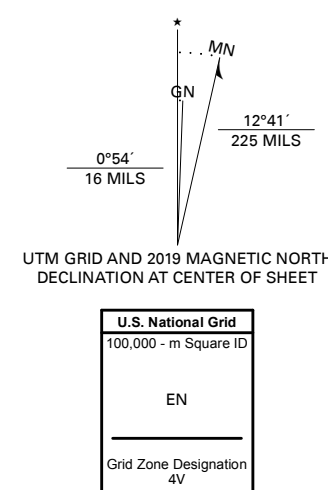 ★
MN
GN
12°41´
225 MILS
0°54´
16 MILS
UTM GRID AND 2019 MAGNETIC NORTH
DECLINATION AT CENTER OF SHEET
U.S. National Grid
100,000 - m Square ID
EN
Grid Zone Designation
4V